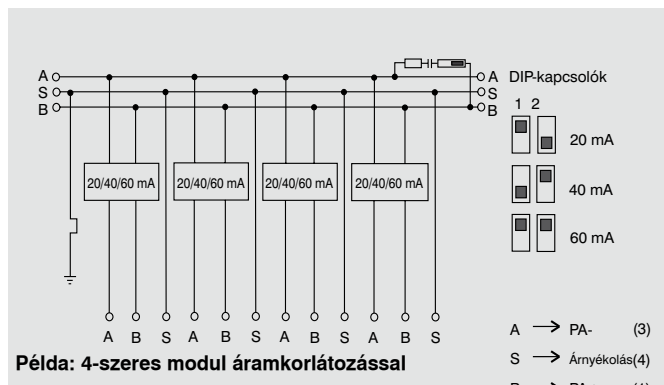 A A DIP-kapcsolók
S S
B B
1 2
20 mA
20/40/60 mA 20/40/60 mA 20/40/60 mA 20/40/60 mA
40 mA
60 mA
A B S A B S A B S A B S
A → PA- (3)
Példa: 4-szeres modul áramkorlátozással
S → Árnyékolás(4)